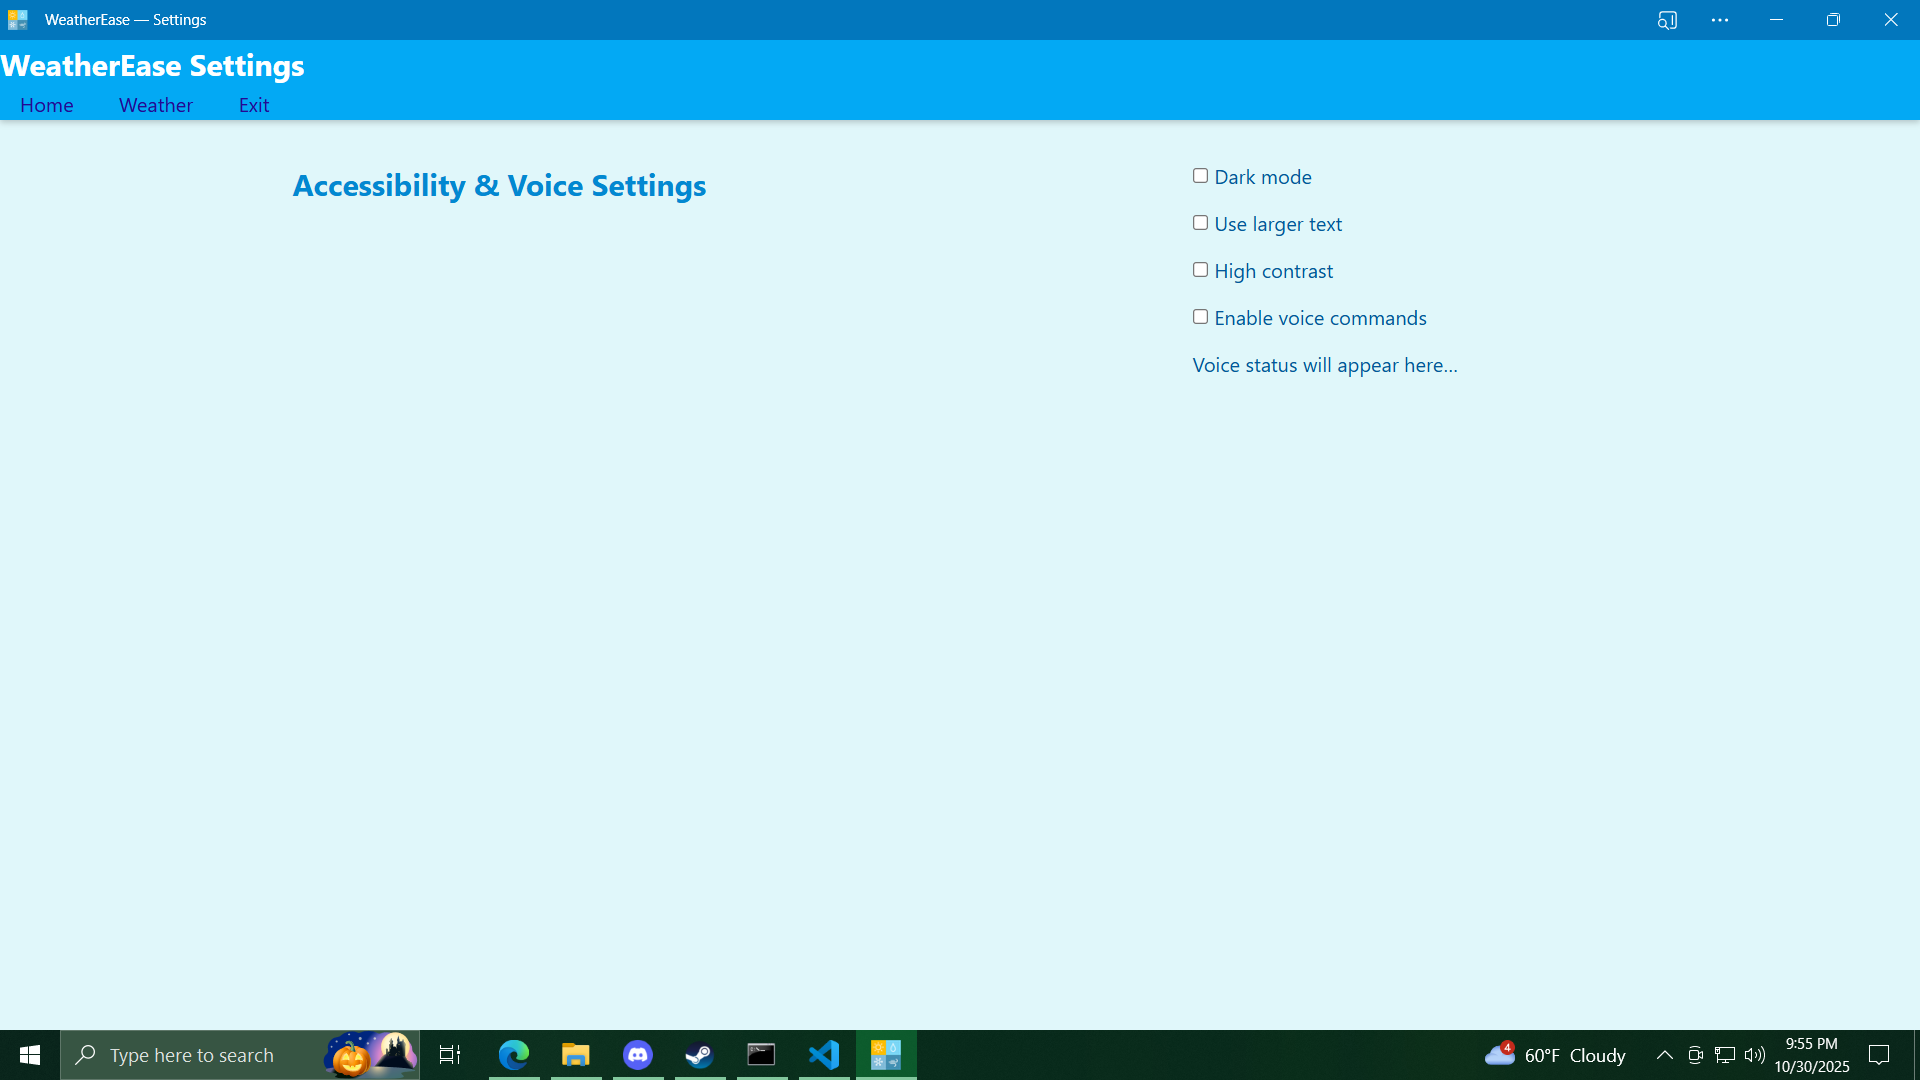 WeatherEase — Settings
WeatherEase Settings
Home Weather Exit
Accessibility & Voice Settings
Dark mode
Use larger text
High contrast
Enable voice commands
Voice status will appear here...
Type here to search
4
60°F Cloudy
9:55 PM
10/30/2025